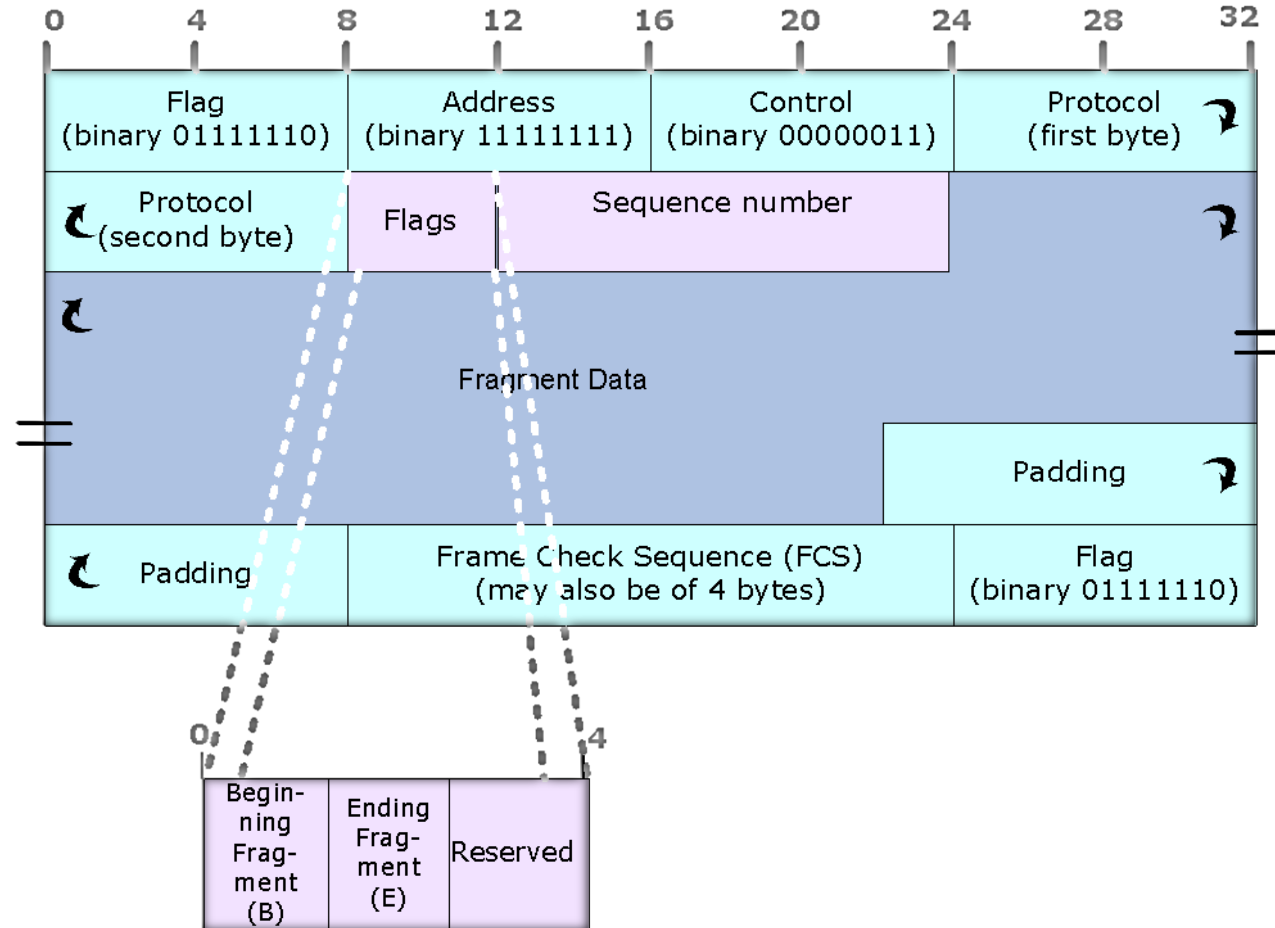 0 4 8 12 16 20 24 28 32
Flag
(binary 01111110)
Address
(binary 11111111)
Control
(binary 00000011)
Protocol
(first byte)
Protocol
(second byte)
Flags
Sequence number
Fragment Data
Padding
Padding
Frame Check Sequence (FCS)
(may also be of 4 bytes)
Flag
(binary 01111110)
0 4
Begin-
ning
Frag-
ment
(B)
Ending
Frag-
ment
(E)
Reserved